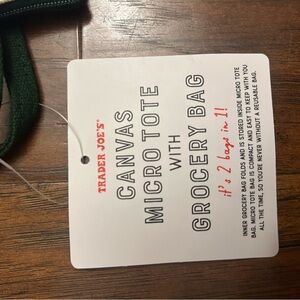 TRADER JOE'S®
CANVAS
MICRO TOTE
WITH
GROCERY BAG
it's 2 bags in 1!
INNER GROCERY BAG FOLDS AND IS STORED INSIDE MICRO TOTE
BAG. MICRO TOTE BAG IS COMPACT AND EASY TO KEEP WITH YOU
ALL THE TIME, SO YOU'RE NEVER WITHOUT A REUSABLE BAG.